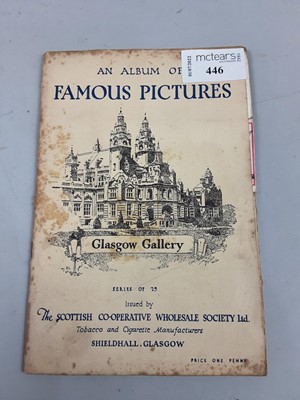 AN ALBUM OF
FAMOUS PICTURES
mctear's
446
Glasgow Gallery
SERIES OF 25
Issued by
The SCOTTISH CO-OPERATIVE WHOLESALE SOCIETY Ltd.
Tobacco and Cigarette Manufacturers
SHIELDHALL, GLASGOW
PRICE ONE PENNY